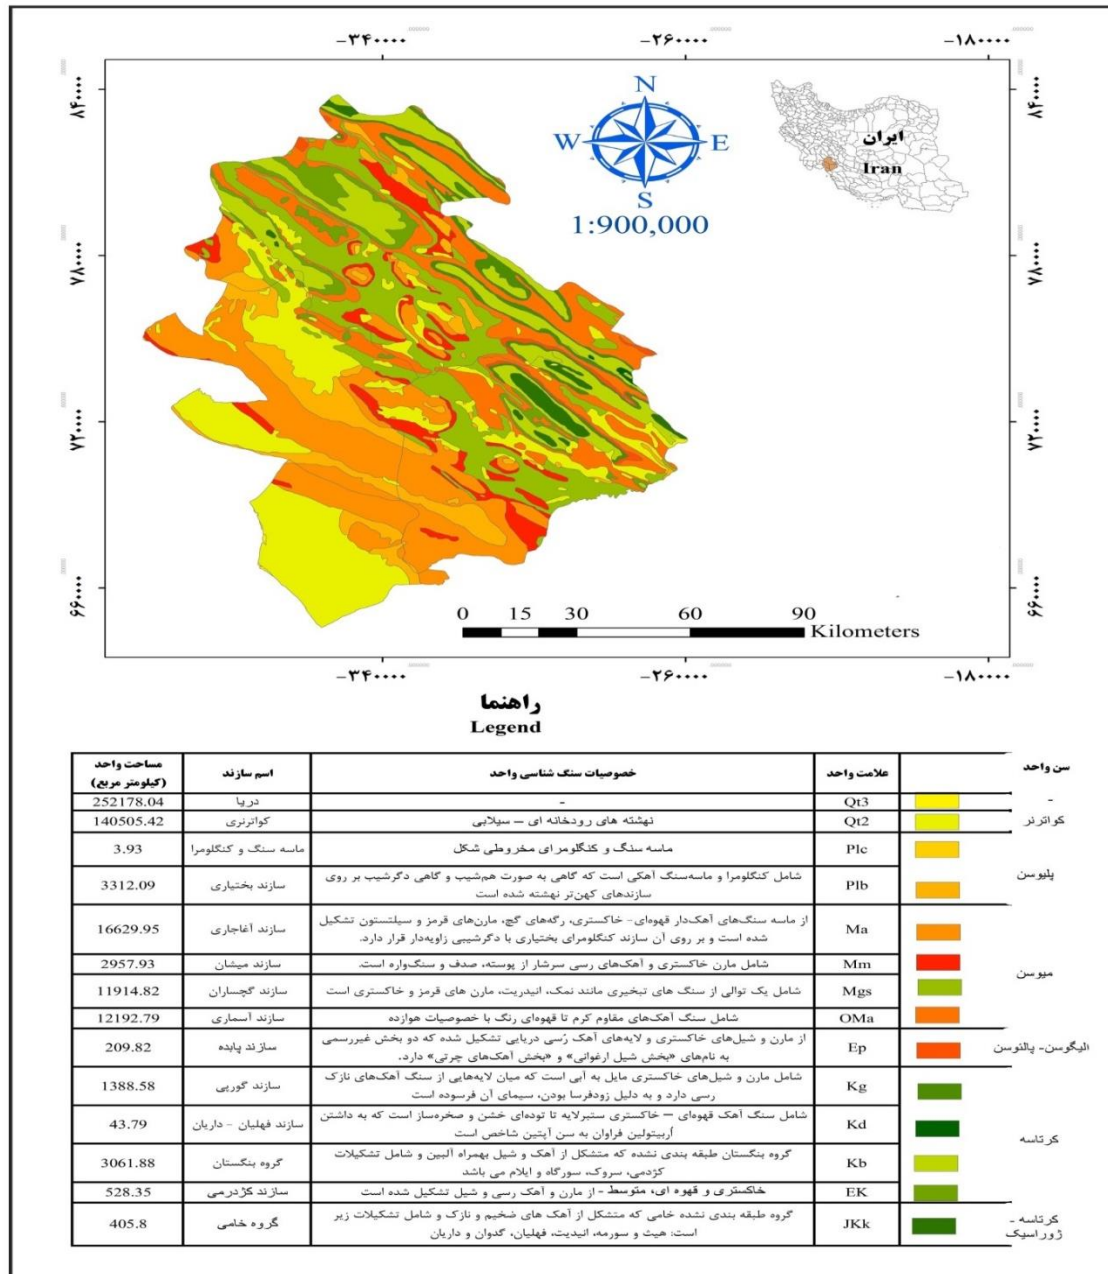 -۳۴۰۰۰۰ -۲۶۰۰۰۰ -۱۸۰۰۰۰
۸۴۰۰۰۰
۷۸۰۰۰۰
۷۲۰۰۰۰
۶۶۰۰۰۰
N
W E
S
1:900,000
ایران
Iran
۸۴۰۰۰۰
۷۸۰۰۰۰
۷۲۰۰۰۰
۶۶۰۰۰۰
0 15 30 60 90
Kilometers
-۳۴۰۰۰۰ -۲۶۰۰۰۰ -۱۸۰۰۰۰
راهنما
Legend
سن واحد علامت واحد خصوصیات سنگ شناسی واحد اسم سازند مساحت واحد
(کیلومتر مربع)
- Qt3 - دریا 252178.04
کواترنر Qt2 نهشته های رودخانه ای – سیلابی کواترنری 140505.42
پلیوسن
Plc ماسه سنگ و کنگلومرای مخروطی شکل ماسه سنگ و کنگلومرا 3.93
Plb شامل کنگلومرا و ماسه‌سنگ آهکی است که گاهی به صورت هم‌شیب و گاهی دگرشیب بر روی
سازندهای کهن‌تر نهشته شده است سازند بختیاری 3312.09
میوسن
Ma از ماسه سنگ‌های آهک‌دار قهوه‌ای- خاکستری، رگه‌های گچ، مارن‌های قرمز و سیلتستون تشکیل
شده است و بر روی آن سازند کنگلومرای بختیاری با دگرشیبی زاویه‌دار قرار دارد. سازند آغاجاری 16629.95
Mm شامل مارن خاکستری و آهک‌های رسی سرشار از پوسته، صدف و سنگ‌واره است. سازند میشان 2957.93
Mgs شامل یک توالی از سنگ های تبخیری مانند نمک، انیدریت، مارن های قرمز و خاکستری است سازند گچساران 11914.82
OMa شامل سنگ آهک‌های مقاوم کرم تا قهوه‌ای رنگ با خصوصیات هوازده سازند آسماری 12192.79
الیگوسن- پالئوسن Ep از مارن و شیل‌های خاکستری و لایه‌های آهک رُسی دریایی تشکیل شده که دو بخش غیررسمی
به نام‌های «بخش شیل ارغوانی» و «بخش آهک‌های چرتی» دارد. سازند پابده 209.82
کرتاسه
Kg شامل مارن و شیل‌های خاکستری مایل به آبی است که میان لایه‌هایی از سنگ آهک‌های نازک
رسی دارد و به دلیل زودفرسا بودن، سیمای آن فرسوده است سازند گورپی 1388.58
Kd شامل سنگ آهک قهوه‌ای – خاکستری ستبرلایه تا توده‌ای خشن و صخره‌ساز است که به داشتن
اُربیتولین فراوان به سن آپتین شاخص است سازند فهلیان - داریان 43.79
Kb گروه بنگستان طبقه بندی نشده که متشکل از آهک و شیل بهمراه آلبین و شامل تشکیلات
کژدمی، سروک، سورگاه و ایلام می باشد گروه بنگستان 3061.88
EK خاکستری و قهوه ای، متوسط - از مارن و آهک رسی و شیل تشکیل شده است سازند کژدرمی 528.35
کرتاسه -
ژوراسیک JKk گروه طبقه بندی نشده خامی که متشکل از آهک های ضخیم و نازک و شامل تشکیلات زیر
است: هیث و سورمه، انیدیت، فهلیان، گدوان و داریان گروه خامی 405.8